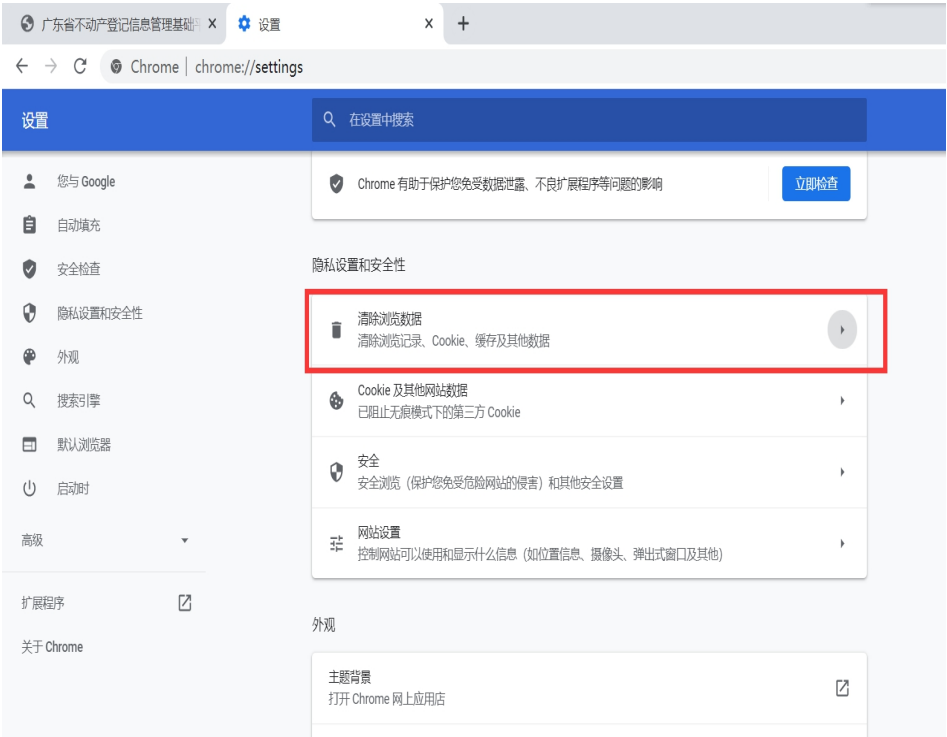 广东省不动产登记信息管理基础平
设置
Chrome | chrome://settings
设置
在设置中搜索
您与 Google
自动填充
安全检查
隐私设置和安全性
外观
搜索引擎
默认浏览器
启动时
高级
扩展程序
关于 Chrome
Chrome 有助于保护您免受数据泄露、不良扩展程序等问题的影响
立即检查
隐私设置和安全性
清除浏览数据
清除浏览记录、Cookie、缓存及其他数据
Cookie 及其他网站数据
已阻止无痕模式下的第三方 Cookie
安全
安全浏览（保护您免受危险网站的侵害）和其他安全设置
网站设置
控制网站可以使用和显示什么信息（如位置信息、摄像头、弹出式窗口及其他）
外观
主题背景
打开 Chrome 网上应用店